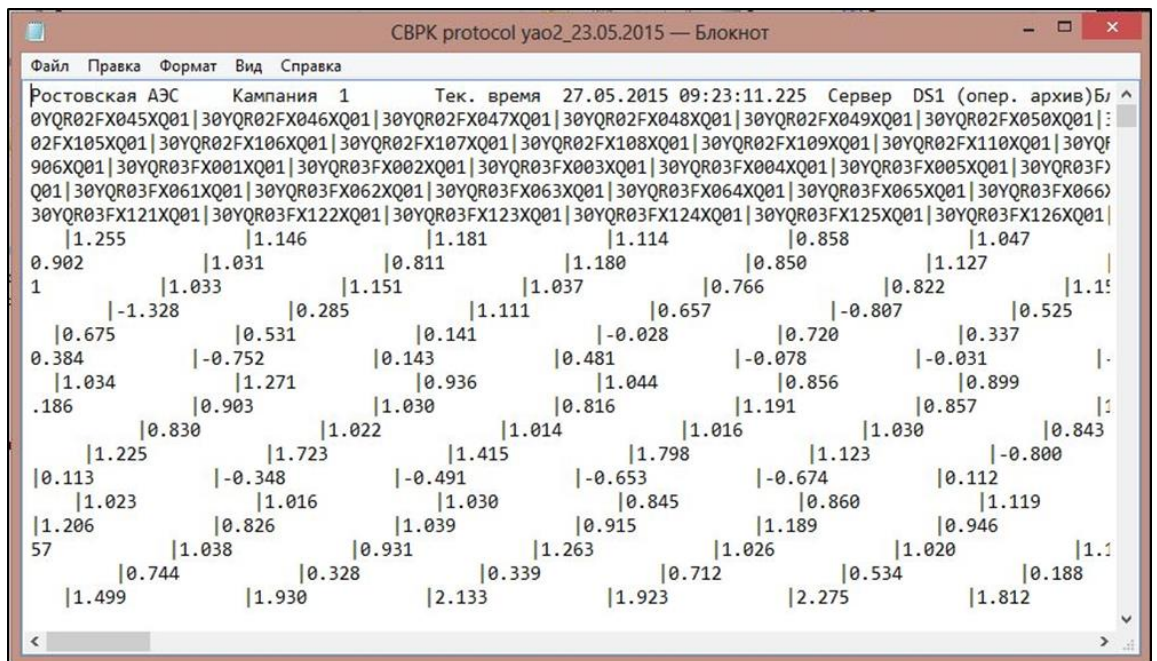 СВРК protocol yao2_23.05.2015 — Блокнот
Файл Правка Формат Вид Справка
Ростовская АЭС Кампания 1 Тек. время 27.05.2015 09:23:11.225 Сервер DS1 (опер. архив)Бл
0YQR02FX045XQ01|30YQR02FX046XQ01|30YQR02FX047XQ01|30YQR02FX048XQ01|30YQR02FX049XQ01|30YQR02FX050XQ01|3
02FX105XQ01|30YQR02FX106XQ01|30YQR02FX107XQ01|30YQR02FX108XQ01|30YQR02FX109XQ01|30YQR02FX110XQ01|30YQR
906XQ01|30YQR03FX001XQ01|30YQR03FX002XQ01|30YQR03FX003XQ01|30YQR03FX004XQ01|30YQR03FX005XQ01|30YQR03FX
Q01|30YQR03FX061XQ01|30YQR03FX062XQ01|30YQR03FX063XQ01|30YQR03FX064XQ01|30YQR03FX065XQ01|30YQR03FX066X
30YQR03FX121XQ01|30YQR03FX122XQ01|30YQR03FX123XQ01|30YQR03FX124XQ01|30YQR03FX125XQ01|30YQR03FX126XQ01|
|1.255 |1.146 |1.181 |1.114 |0.858 |1.047
0.902 |1.031 |0.811 |1.180 |0.850 |1.127 |
1 |1.033 |1.151 |1.037 |0.766 |0.822 |1.15
|-1.328 |0.285 |1.111 |0.657 |-0.807 |0.525
|0.675 |0.531 |0.141 |-0.028 |0.720 |0.337
0.384 |-0.752 |0.143 |0.481 |-0.078 |-0.031 |-
|1.034 |1.271 |0.936 |1.044 |0.856 |0.899
.186 |0.903 |1.030 |0.816 |1.191 |0.857 |1
|0.830 |1.022 |1.014 |1.016 |1.030 |0.843
|1.225 |1.723 |1.415 |1.798 |1.123 |-0.800
|0.113 |-0.348 |-0.491 |-0.653 |-0.674 |0.112
|1.023 |1.016 |1.030 |0.845 |0.860 |1.119
|1.206 |0.826 |1.039 |0.915 |1.189 |0.946
57 |1.038 |0.931 |1.263 |1.026 |1.020 |1.1
|0.744 |0.328 |0.339 |0.712 |0.534 |0.188
|1.499 |1.930 |2.133 |1.923 |2.275 |1.812